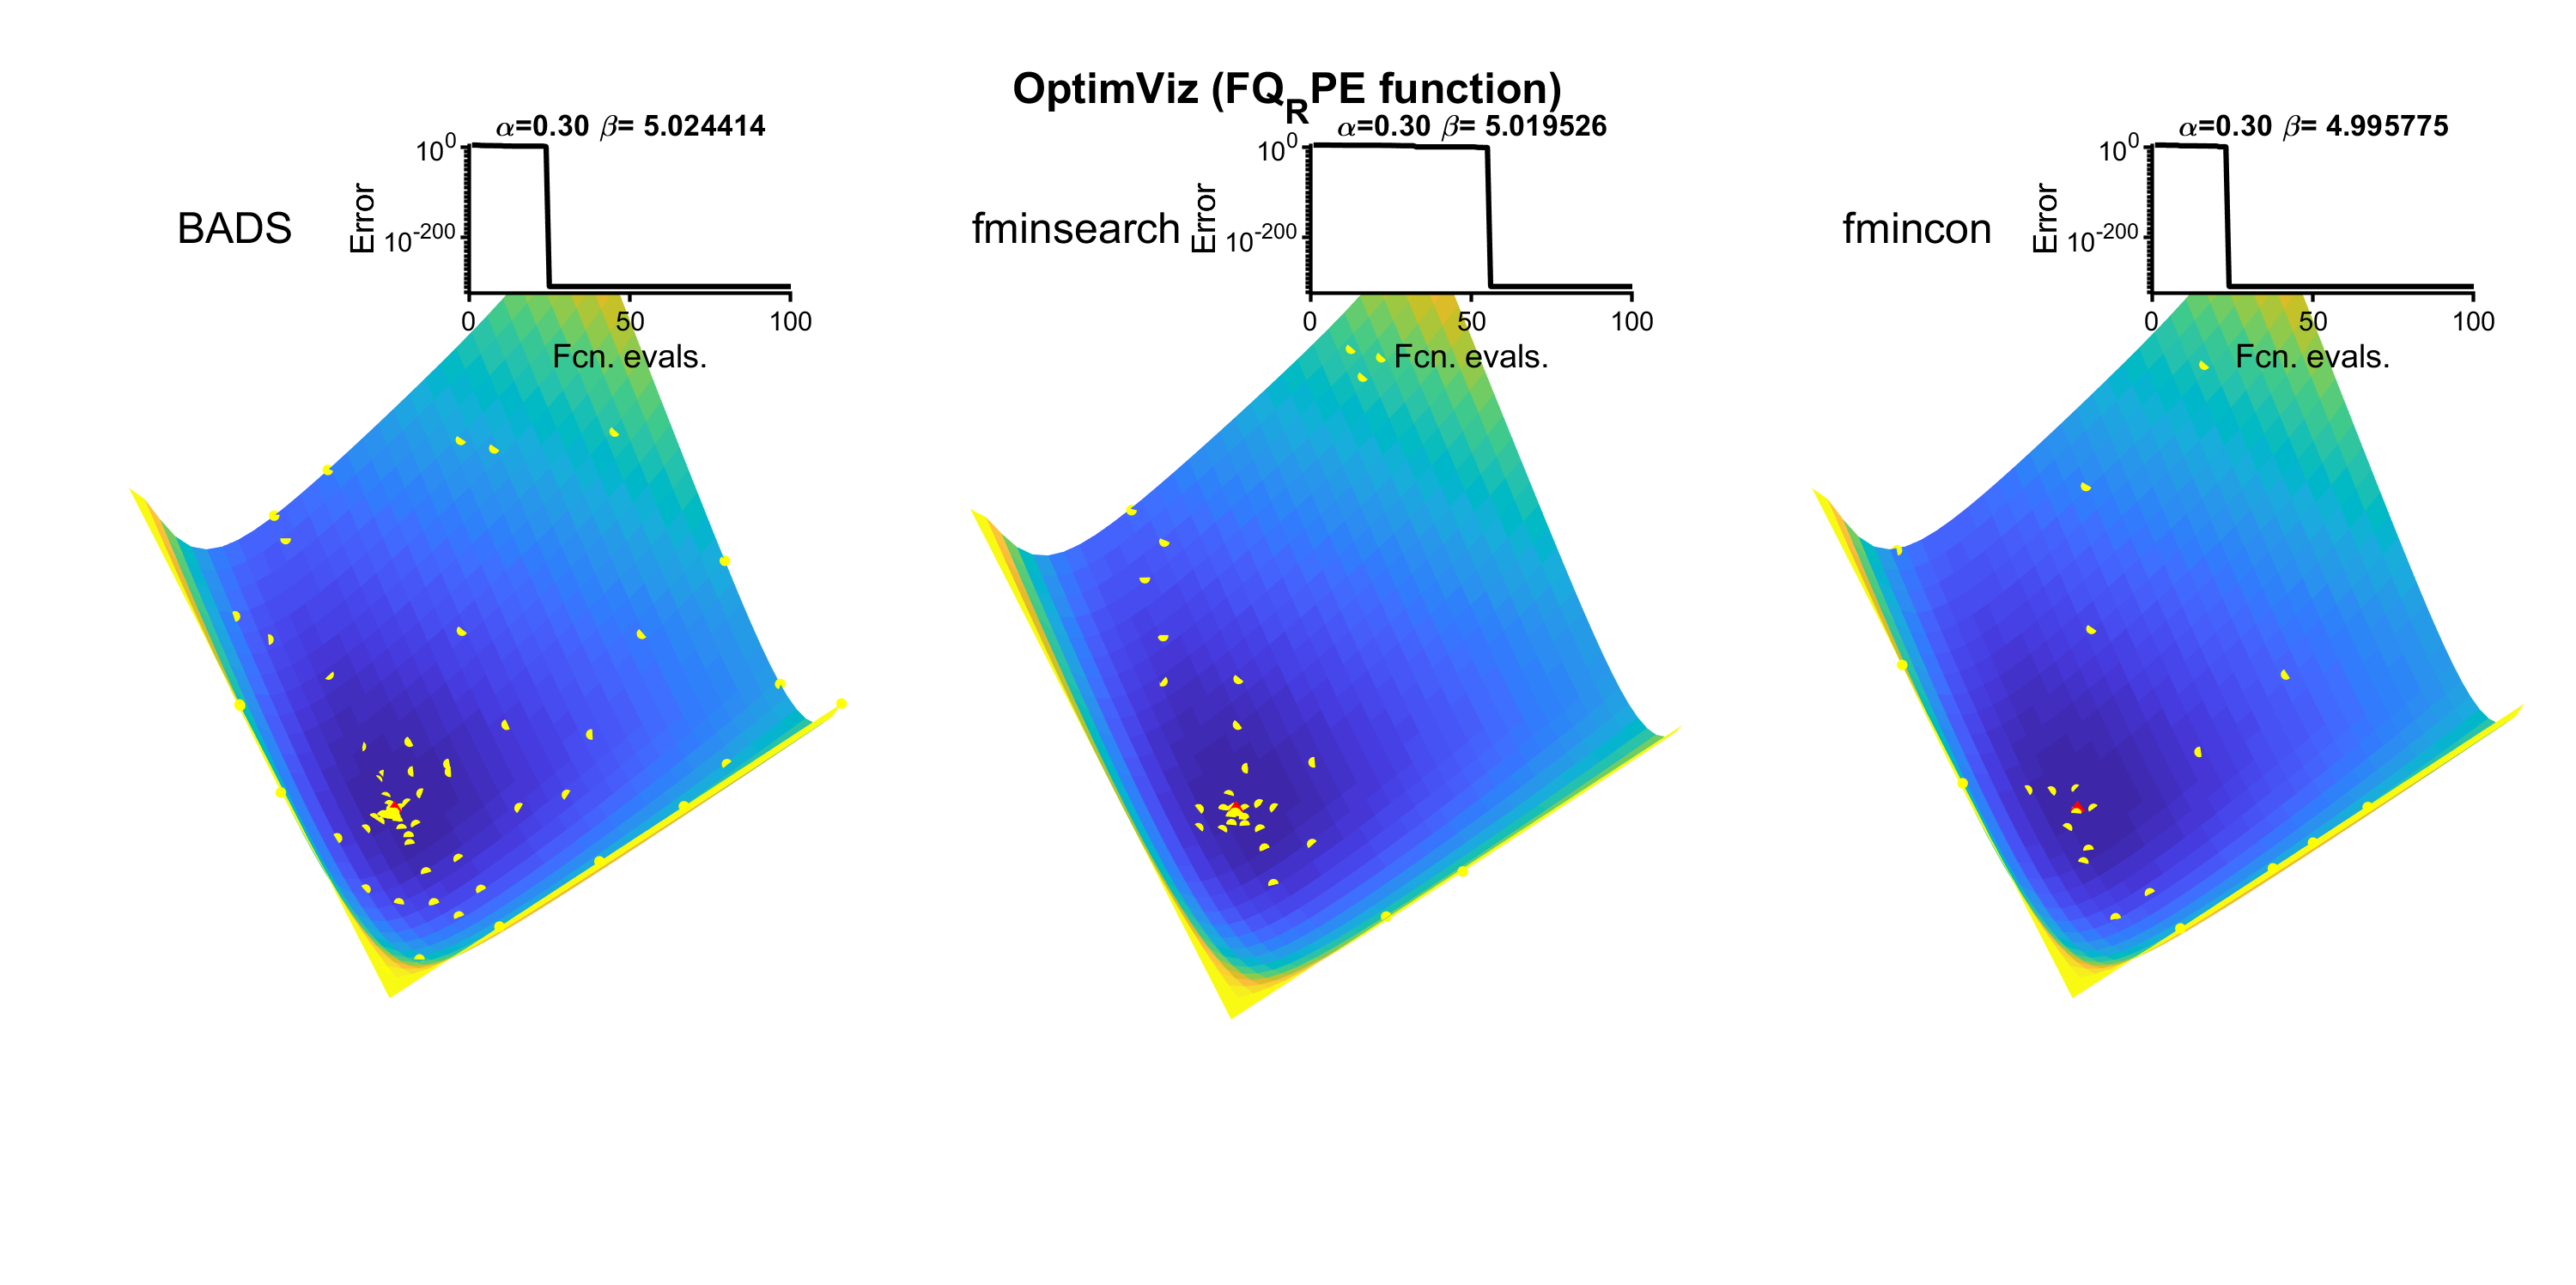 OptimViz (FQ_RPE function)
α=0.30 β= 5.024414
10^0
10^-200
Error
BADS
0 50 100
Fcn. evals.
α=0.30 β= 5.019526
10^0
10^-200
Error
fminsearch
0 50 100
Fcn. evals.
α=0.30 β= 4.995775
10^0
10^-200
Error
fmincon
0 50 100
Fcn. evals.